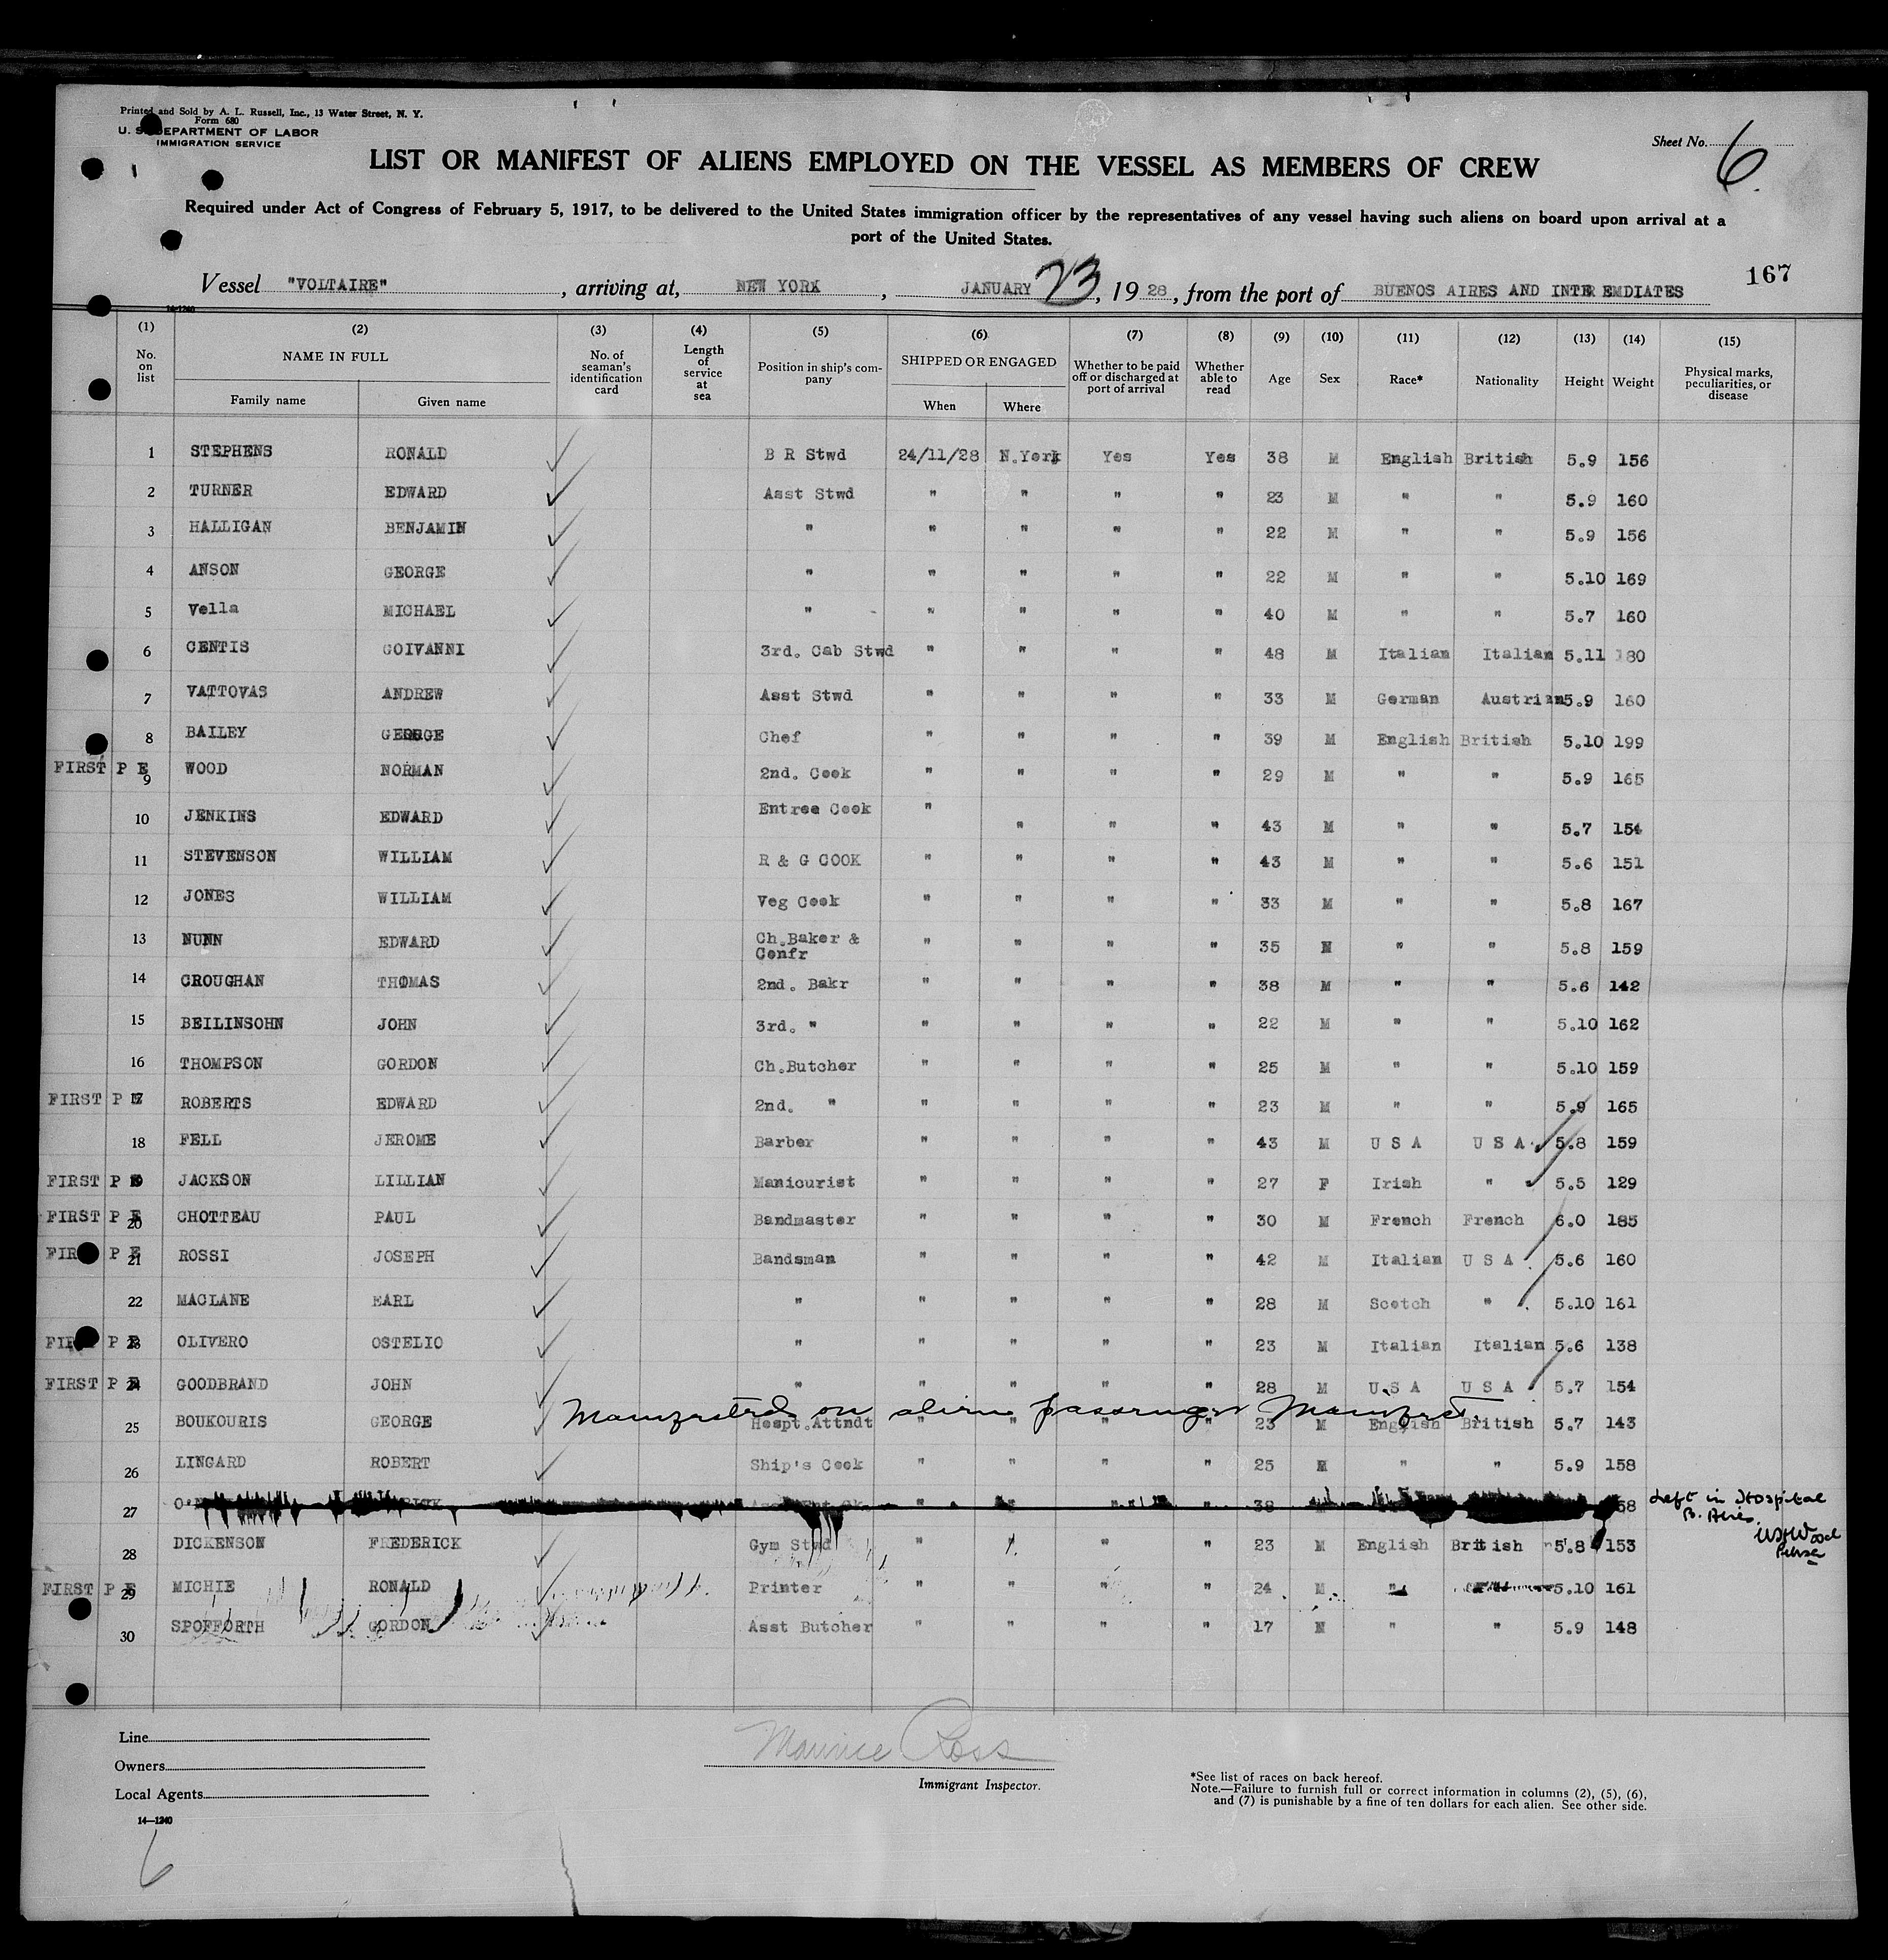 Printed and Sold by A. L. Russell, Inc., 13 Water Street, N. Y.
Form 680
U. S. DEPARTMENT OF LABOR
IMMIGRATION SERVICE
Sheet No. 6
LIST OR MANIFEST OF ALIENS EMPLOYED ON THE VESSEL AS MEMBERS OF CREW
Required under Act of Congress of February 5, 1917, to be delivered to the United States immigration officer by the representatives of any vessel having such aliens on board upon arrival at a
port of the United States.
167
Vessel "VOLTAIRE", arriving at, NEW YORK, JANUARY 23, 1928, from the port of BUENOS AIRES AND INTE R EMDIATES
14-1240
(1) (2) (3) (4) (5) (6) (7) (8) (9) (10) (11) (12) (13) (14) (15)
No. on list NAME IN FULL Family name Given name No. of seaman's identification card Length of service at sea Position in ship's company SHIPPED OR ENGAGED When Where Whether to be paid off or discharged at port of arrival Whether able to read Age Sex Race* Nationality Height Weight Physical marks, peculiarities, or disease
1 STEPHENS RONALD B R Stwd 24/11/28 N.York Yes Yes 38 M English British 5.9 156
2 TURNER EDWARD Asst Stwd " " " " 23 M " " 5.9 160
3 HALLIGAN BENJAMIN " " " " " 22 M " " 5.9 156
4 ANSON GEORGE " " " " " 22 M " " 5.10 169
5 Vella MICHAEL " " " " " 40 M " " 5.7 160
6 CENTIS GOIVANNI 3rd. Cab Stwd " " " " 48 M Italian Italian 5.11 180
7 VATTOVAS ANDREW Asst Stwd " " " " 33 M German Austrian 5.9 160
8 BAILEY GEORGE Chef " " " " 39 M English British 5.10 199
FIRST P E 9 WOOD NORMAN 2nd. Cook " " " " 29 M " " 5.9 165
10 JENKINS EDWARD Entree Cook " " " " 43 M " " 5.7 154
11 STEVENSON WILLIAM R & G COOK " " " " 43 M " " 5.6 151
12 JONES WILLIAM Veg Cook " " " " 33 M " " 5.8 167
13 NUNN EDWARD Ch.Baker & Confr " " " " 35 M " " 5.8 159
14 CROUGHAN THOMAS 2nd. Bakr " " " " 38 M " " 5.6 142
15 BEILINSOHN JOHN 3rd. " " " " " 22 M " " 5.10 162
16 THOMPSON GORDON Ch.Butcher " " " " 25 M " " 5.10 159
FIRST P E 17 ROBERTS EDWARD 2nd. " " " " " 23 M " " 5.9 165
18 FELL JEROME Barber " " " " 43 M U S A U S A 5.8 159
FIRST P E 19 JACKSON LILLIAN Manicurist " " " " 27 F Irish " 5.5 129
FIRST P E 20 CHOTTEAU PAUL Bandmaster " " " " 30 M French French 6.0 185
FIRST P E 21 ROSSI JOSEPH Bandsman " " " " 42 M Italian U S A 5.6 160
22 MACLANE EARL " " " " " 28 M Scotch " 5.10 161
FIRST P E 23 OLIVERO OSTELIO " " " " " 23 M Italian Italian 5.6 138
FIRST P E 24 GOODBRAND JOHN " " " " " 28 M U.S A U S A 5.7 154
Manifested on alien passenger Manifest.
25 BOUKOURIS GEORGE Hospt.Attndt " " " " 23 M English British 5.7 143
26 LINGARD ROBERT Ship's Cook " " " " 25 M " " 5.9 158
27 38 Left in Hospital
B. Aires.
28 DICKENSON FREDERICK Gym Stwd " " " " 23 M English British 5.8 153
Purser
FIRST P E 29 MICHIE RONALD Printer " " " " 24 M " 5.10 161
30 SPOFFORTH GORDON Asst Butcher " " " " 17 M " " 5.9 148
Line
Owners
Local Agents
14—1240
Maurice Ross
Immigrant Inspector.
*See list of races on back hereof.
Note.—Failure to furnish full or correct information in columns (2), (5), (6),
and (7) is punishable by a fine of ten dollars for each alien. See other side.
6